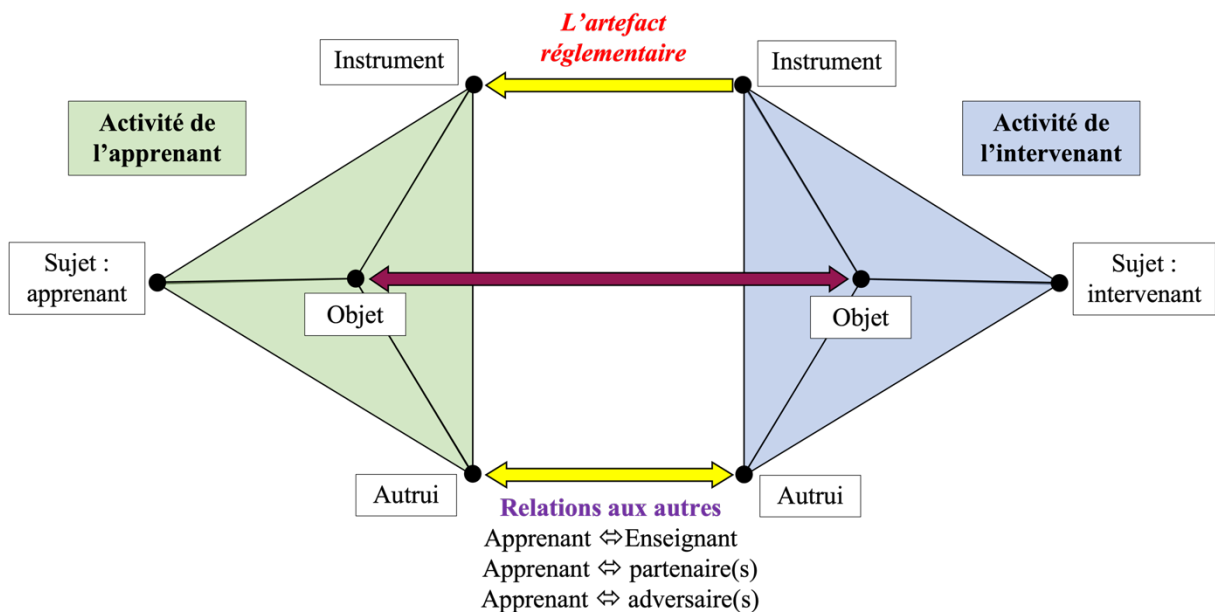 L’artefact
réglementaire
Instrument
Instrument
Activité de
l’apprenant
Activité de
l’intervenant
Sujet :
apprenant
Objet
Objet
Sujet :
intervenant
Autrui
Autrui
Relations aux autres
Apprenant ⇔Enseignant
Apprenant ⇔ partenaire(s)
Apprenant ⇔ adversaire(s)